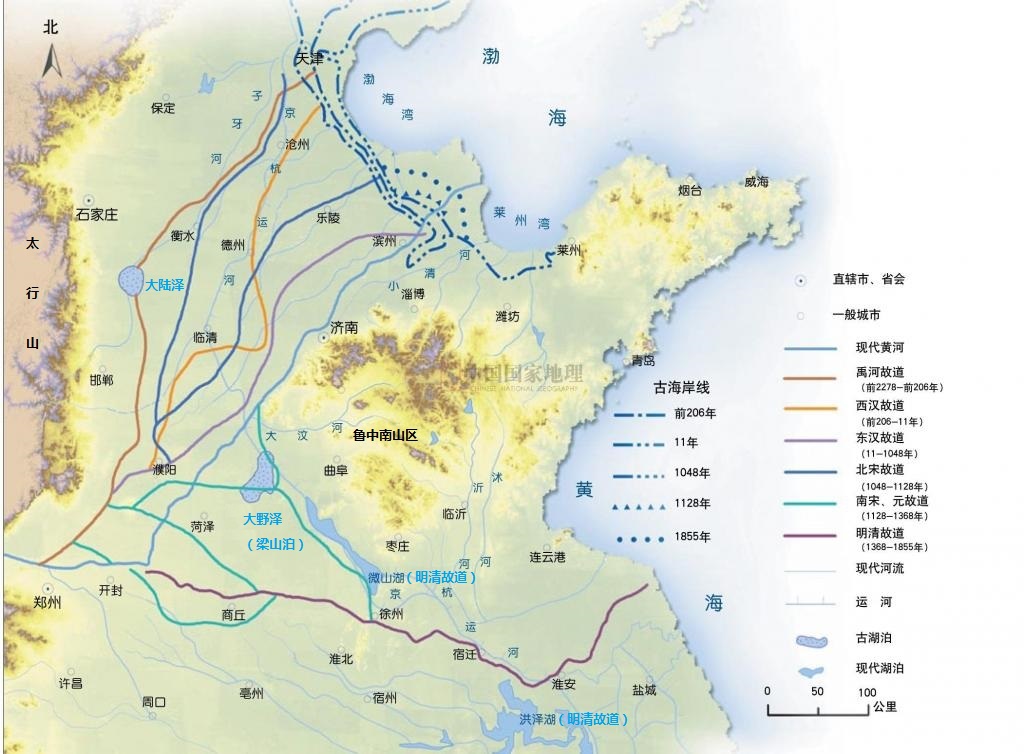 北
天津
渤
海
渤
海
湾
保定
子
牙
河
京
杭
运
河
沧州
石家庄
衡水
德州
乐陵
滨州
莱
州
湾
莱州
烟台
威海
太
行
山
大陆泽
小
清
河
淄博
潍坊
临清
济南
邯郸
青岛
中国国家地理
CHINESE NATIONAL GEOGRAPHY
大
汶
河
鲁中南山区
曲阜
濮阳
大野泽
(梁山泊)
菏泽
沂
河
沭
河
临沂
枣庄
连云港
黄
海
微山湖(明清故道)
京
杭
运
河
郑州
开封
商丘
徐州
宿迁
淮北
许昌
周口
亳州
宿州
淮安
盐城
洪泽湖(明清故道)
古海岸线
前206年
11年
1048年
1128年
1855年
直辖市、省会
一般城市
现代黄河
禹河故道
(前2278—前206年)
西汉故道
(前206—11年)
东汉故道
(11—1048年)
北宋故道
(1048—1128年)
南宋、元故道
(1128—1368年)
明清故道
(1368—1855年)
现代河流
运 河
古湖泊
现代湖泊
0 50 100
公里